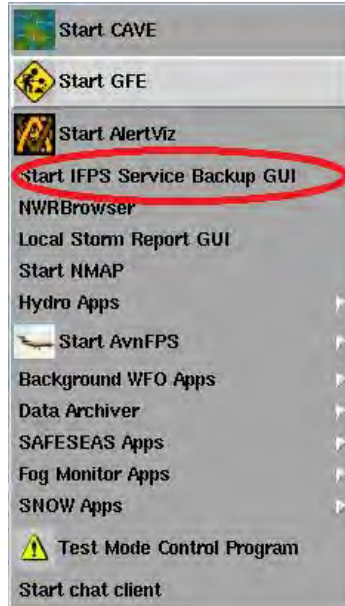 Start CAVE
Start GFE
Start AlertViz
Start IFPS Service Backup GUI
NWRBrowser
Local Storm Report GUI
Start NMAP
Hydro Apps
Start AvnFPS
Background WFO Apps
Data Archiver
SAFESEAS Apps
Fog Monitor Apps
SNOW Apps
Test Mode Control Program
Start chat client